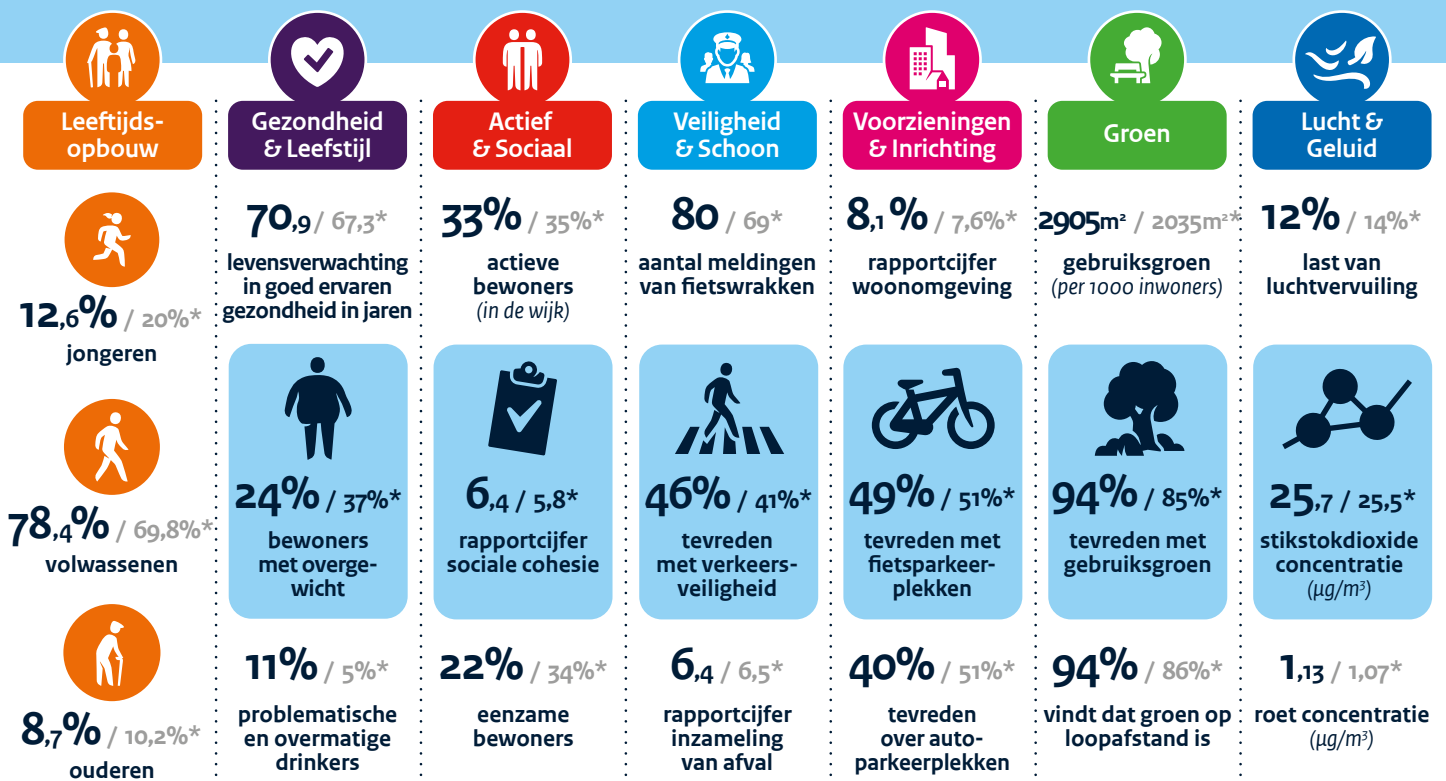 Leeftijds-
opbouw
12,6% / 20%*
jongeren
78,4% / 69,8%*
volwassenen
8,7% / 10,2%*
ouderen
Gezondheid
& Leefstijl
70,9 / 67,3*
levensverwachting
in goed ervaren
gezondheid in jaren
24% / 37%*
bewoners
met overge-
wicht
11% / 5%*
problematische
en overmatige
drinkers
Actief
& Sociaal
33% / 35%*
actieve
bewoners
(in de wijk)
6,4 / 5,8*
rapportcijfer
sociale cohesie
22% / 34%*
eenzame
bewoners
Veiligheid
& Schoon
80 / 69*
aantal meldingen
van fietswrakken
46% / 41%*
tevreden
met verkeers-
veiligheid
6,4 / 6,5*
rapportcijfer
inzameling
van afval
Voorzieningen
& Inrichting
8,1 % / 7,6%*
rapportcijfer
woonomgeving
49% / 51%*
tevreden met
fietsparkeer-
plekken
40% / 51%*
tevreden
over auto-
parkeerplekken
Groen
2905m² / 2035m²*
gebruiksgroen
(per 1000 inwoners)
94% / 85%*
tevreden met
gebruiksgroen
94% / 86%*
vindt dat groen op
loopafstand is
Lucht &
Geluid
12% / 14%*
last van
luchtvervuiling
25,7 / 25,5*
stikstokdioxide
concentratie
(µg/m³)
1,13 / 1,07*
roet concentratie
(µg/m³)